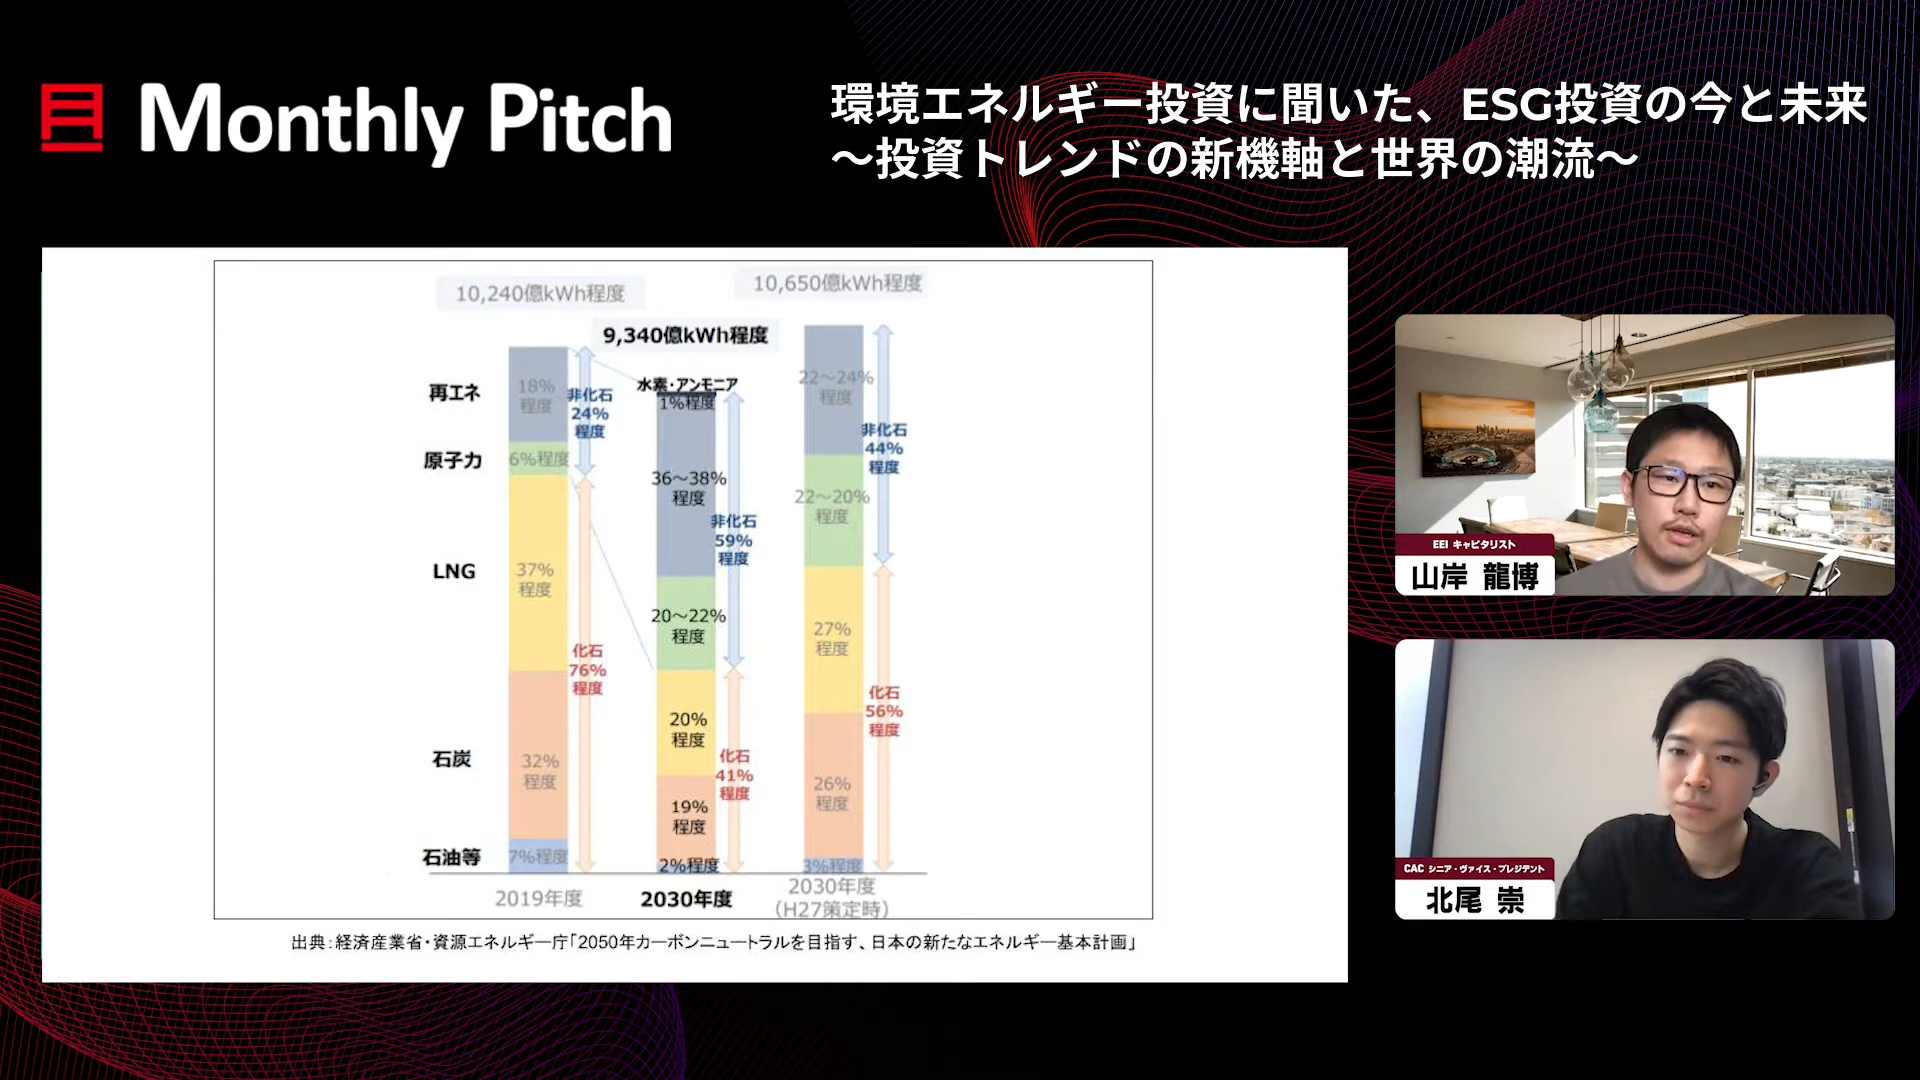 Monthly Pitch
環境エネルギー投資に聞いた、ESG投資の今と未来
〜投資トレンドの新機軸と世界の潮流〜
10,240億kWh程度
9,340億kWh程度
10,650億kWh程度
再エネ
原子力
LNG
石炭
石油等
18%
程度
6%程度
37%
程度
32%
程度
7%程度
非化石
24%
程度
化石
76%
程度
2019年度
水素・アンモニア
1%程度
36〜38%
程度
20〜22%
程度
20%
程度
19%
程度
2%程度
非化石
59%
程度
化石
41%
程度
2030年度
22〜24%
程度
22〜20%
程度
27%
程度
26%
程度
3%程度
非化石
44%
程度
化石
56%
程度
2030年度
（H27策定時）
出典：経済産業省・資源エネルギー庁「2050年カーボンニュートラルを目指す、日本の新たなエネルギー基本計画」
EEI キャピタリスト
山岸 龍博
CAC シニア・ヴァイス・プレジデント
北尾 崇